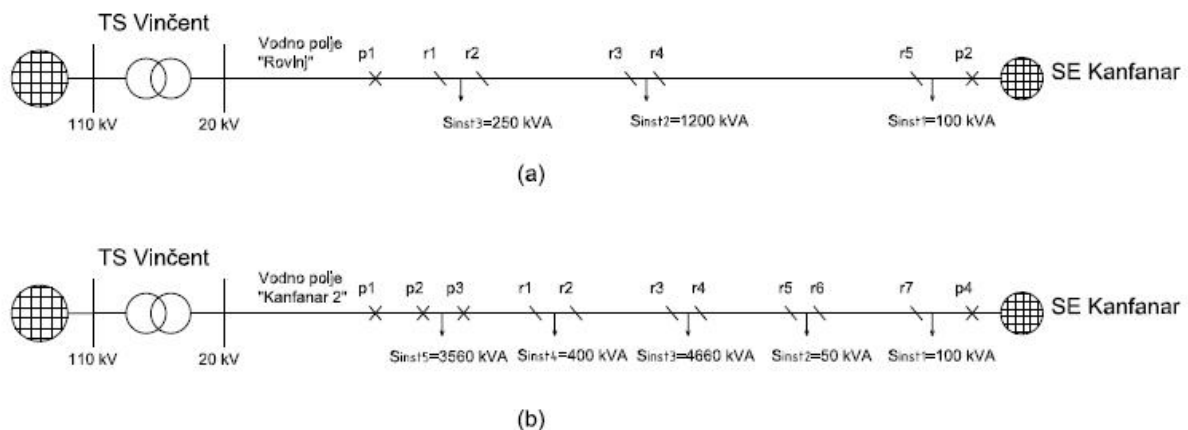 TS Vinčent
Vodno polje
"Rovinj"
p1 r1 r2 r3 r4 r5 p2
SE Kanfanar
110 kV 20 kV
Sinst3=250 kVA Sinst2=1200 kVA Sinst1=100 kVA
(a)
TS Vinčent
Vodno polje
"Kanfanar 2"
p1 p2 p3 r1 r2 r3 r4 r5 r6 r7 p4
SE Kanfanar
110 kV 20 kV
Sinst5=3560 kVA Sinst4=400 kVA Sinst3=4660 kVA Sinst2=50 kVA Sinst1=100 kVA
(b)